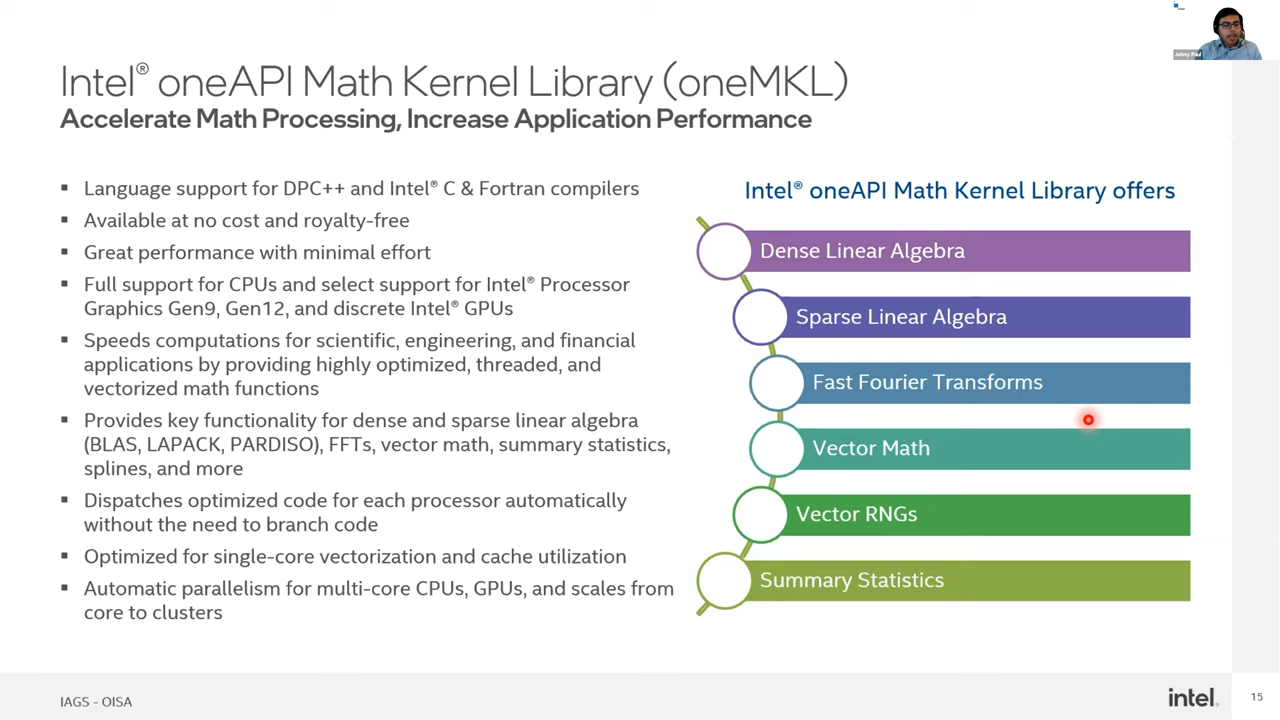 Johny Paul
Intel® oneAPI Math Kernel Library (oneMKL)
Accelerate Math Processing, Increase Application Performance
▪ Language support for DPC++ and Intel® C & Fortran compilers
▪ Available at no cost and royalty-free
▪ Great performance with minimal effort
▪ Full support for CPUs and select support for Intel® Processor
Graphics Gen9, Gen12, and discrete Intel® GPUs
▪ Speeds computations for scientific, engineering, and financial
applications by providing highly optimized, threaded, and
vectorized math functions
▪ Provides key functionality for dense and sparse linear algebra
(BLAS, LAPACK, PARDISO), FFTs, vector math, summary statistics,
splines, and more
▪ Dispatches optimized code for each processor automatically
without the need to branch code
▪ Optimized for single-core vectorization and cache utilization
▪ Automatic parallelism for multi-core CPUs, GPUs, and scales from
core to clusters
Intel® oneAPI Math Kernel Library offers
Dense Linear Algebra
Sparse Linear Algebra
Fast Fourier Transforms
Vector Math
Vector RNGs
Summary Statistics
IAGS - OISA
intel.
15